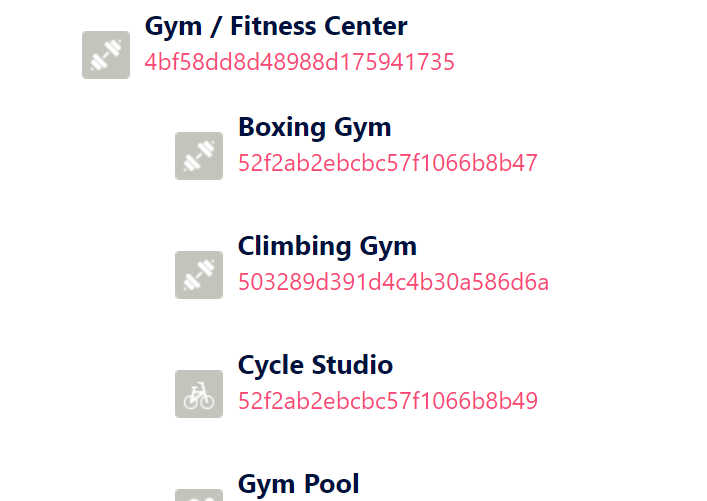 Gym / Fitness Center
4bf58dd8d48988d175941735
Boxing Gym
52f2ab2ebcbc57f1066b8b47
Climbing Gym
503289d391d4c4b30a586d6a
Cycle Studio
52f2ab2ebcbc57f1066b8b49
Gym Pool